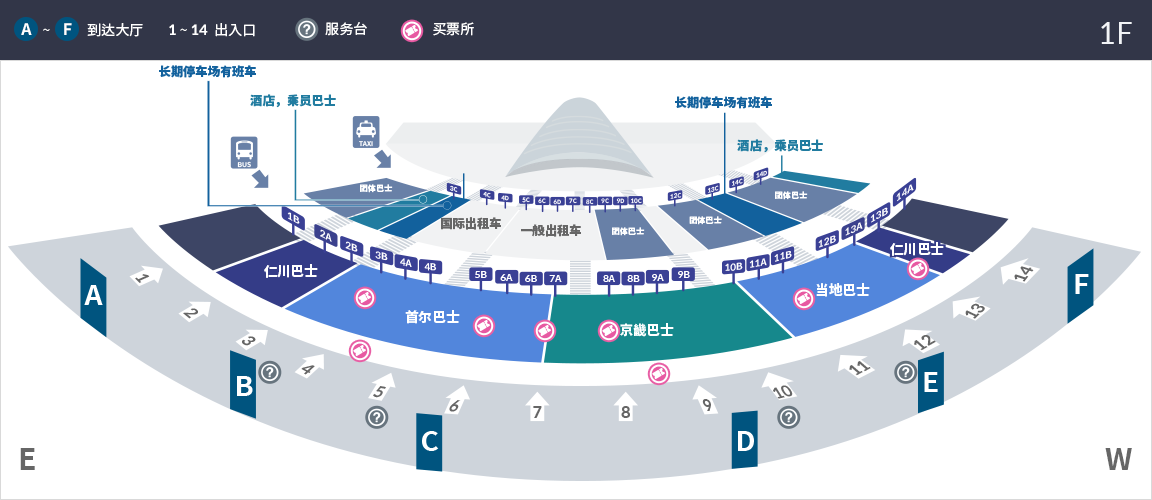 A ~ F 到达大厅 1 ~ 14 出入口 服务台 买票所 1F
长期停车场有班车
酒店，乘员巴士
长期停车场有班车
酒店，乘员巴士
TAXI
BUS
团体巴士
3C 4C 4D 5C 6C 6D 7C 8C 9C 9D 10C 12C 13C 14C 14D
团体巴士
国际出租车
一般出租车
团体巴士
团体巴士
1B 2A 2B 3B 4A 4B 5B 6A 6B 7A 8A 8B 9A 9B 10B 11A 11B 12B 13A 13B 14A
仁川巴士
仁川巴士
首尔巴士
京畿巴士
当地巴士
A
B
C
D
E
F
1 2 3 4 5 6 7 8 9 10 11 12 13 14
E
W